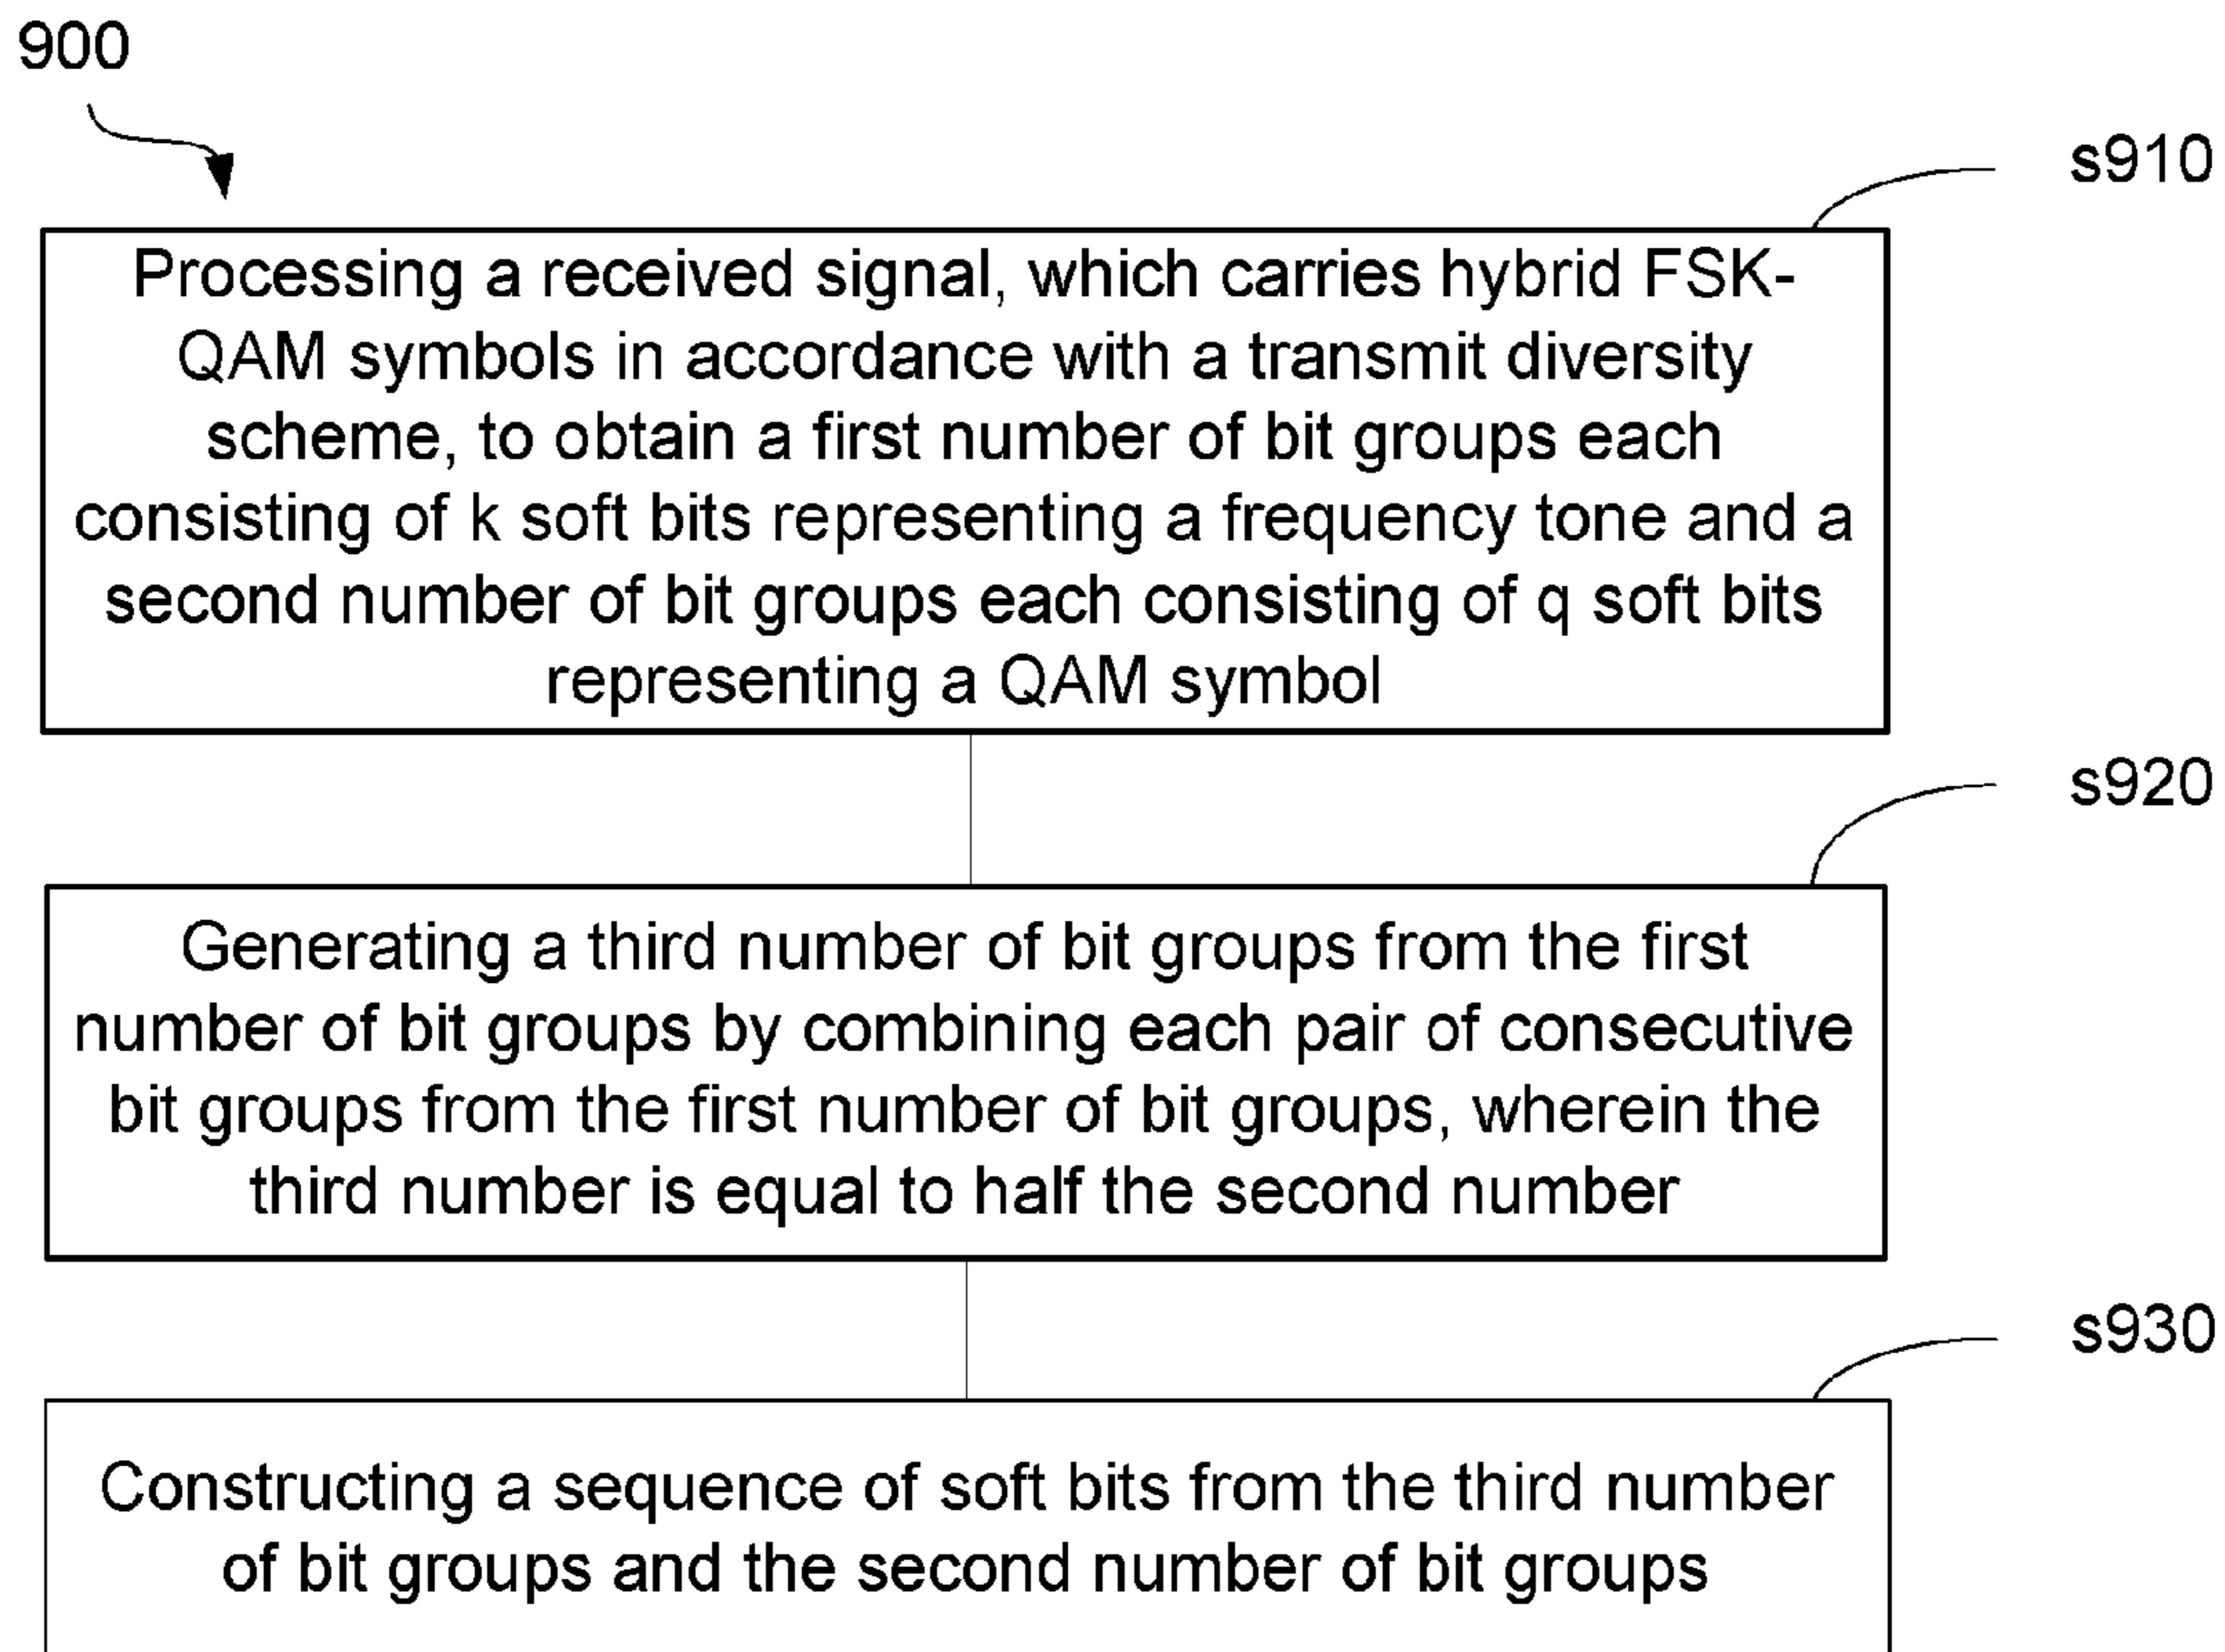 900
s910
Processing a received signal, which carries hybrid FSK-
QAM symbols in accordance with a transmit diversity
scheme, to obtain a first number of bit groups each
consisting of k soft bits representing a frequency tone and a
second number of bit groups each consisting of q soft bits
representing a QAM symbol
s920
Generating a third number of bit groups from the first
number of bit groups by combining each pair of consecutive
bit groups from the first number of bit groups, wherein the
third number is equal to half the second number
s930
Constructing a sequence of soft bits from the third number
of bit groups and the second number of bit groups